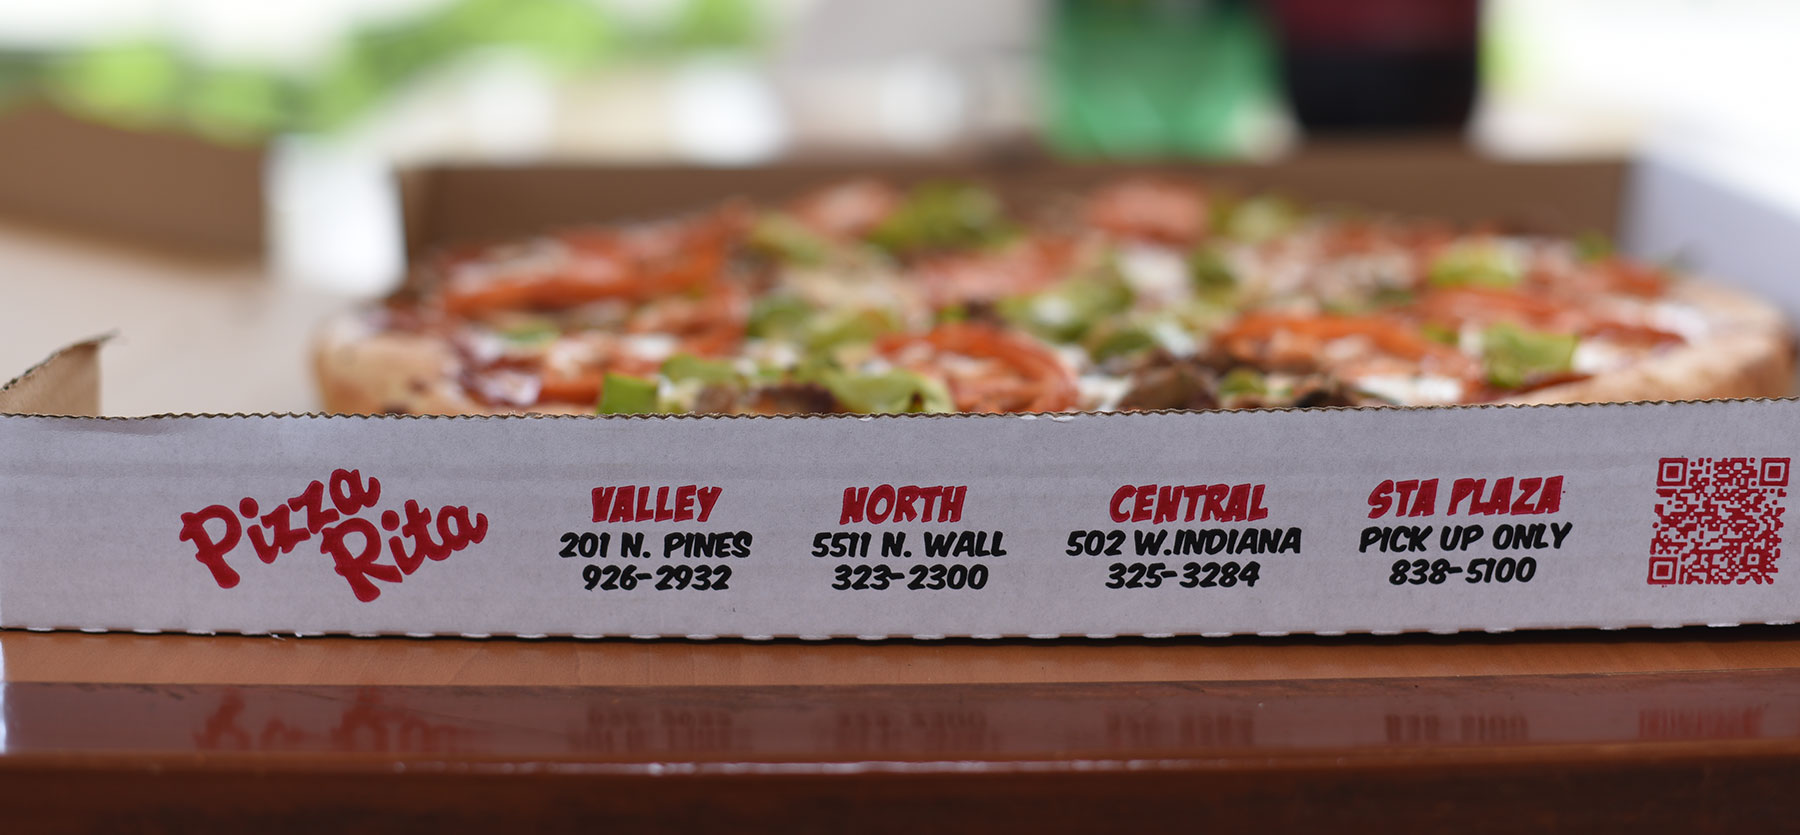 Pizza
Rita
VALLEY
201 N. PINES
926-2932
NORTH
5511 N. WALL
323-2300
CENTRAL
502 W.INDIANA
325-3284
STA PLAZA
PICK UP ONLY
838-5100